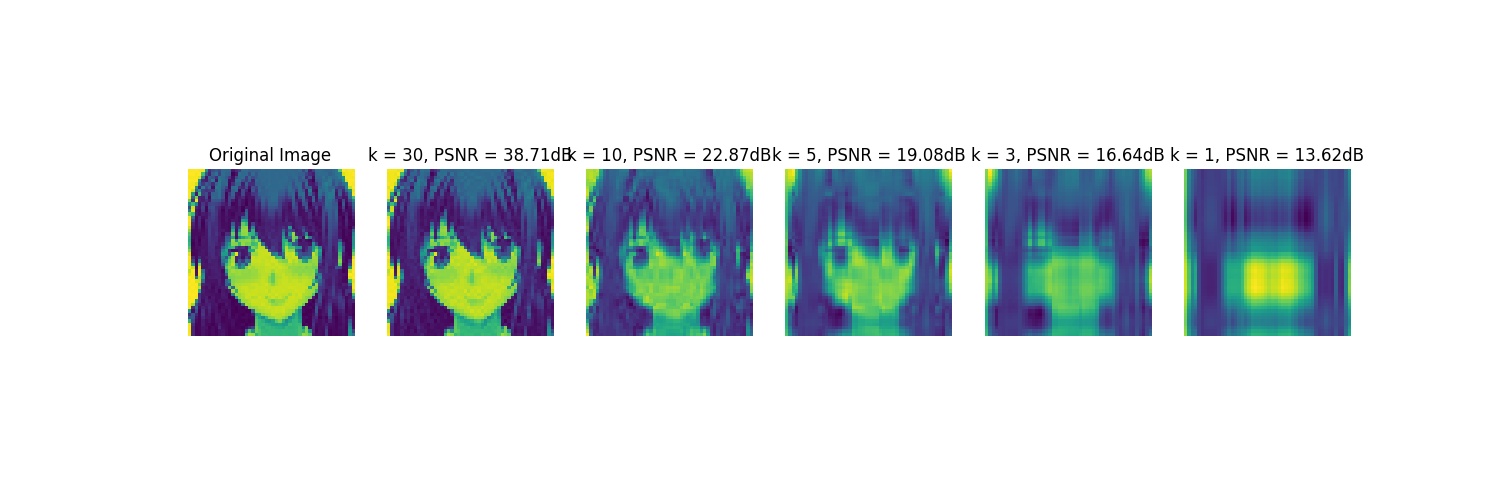 Original Image
k = 30, PSNR = 38.71dB
k = 10, PSNR = 22.87dB
k = 5, PSNR = 19.08dB
k = 3, PSNR = 16.64dB
k = 1, PSNR = 13.62dB